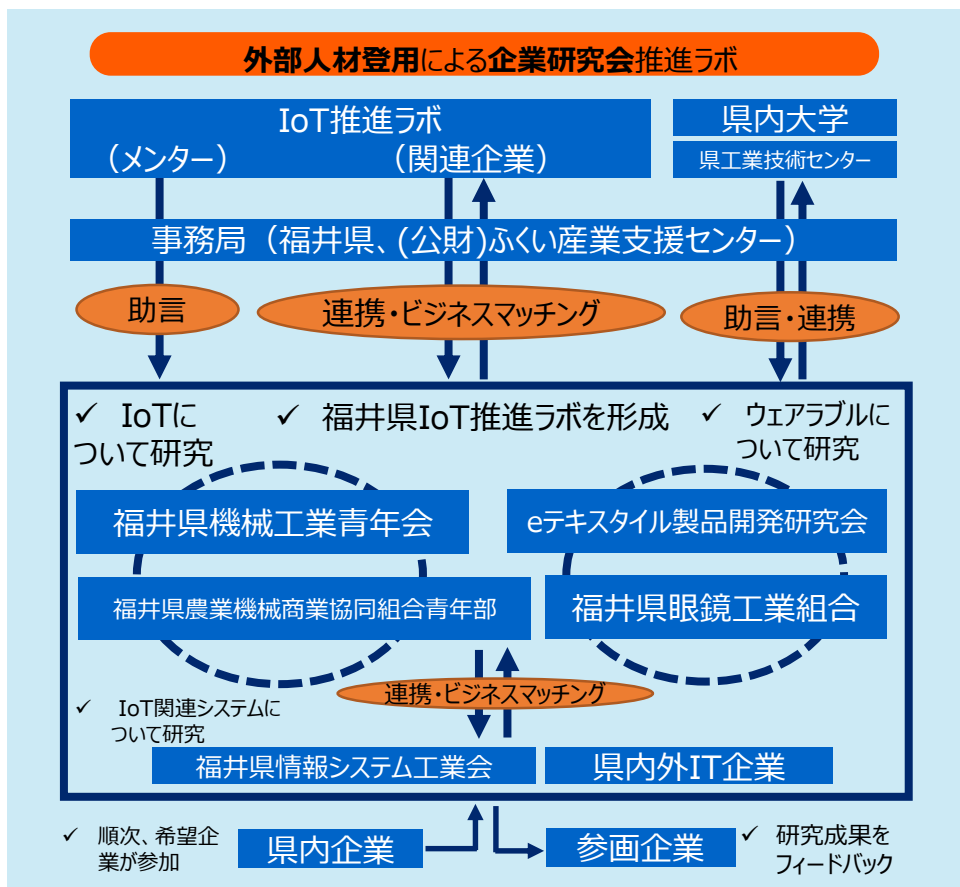 外部人材登用による企業研究会推進ラボ
IoT推進ラボ
（メンター）
（関連企業）
県内大学
県工業技術センター
事務局（福井県、(公財)ふくい産業支援センター）
助言
連携・ビジネスマッチング
助言・連携
✓ IoTに
ついて研究
✓ 福井県IoT推進ラボを形成
✓ ウェアラブルに
ついて研究
福井県機械工業青年会
eテキスタイル製品開発研究会
福井県農業機械商業協同組合青年部
福井県眼鏡工業組合
連携・ビジネスマッチング
✓ IoT関連システムに
ついて研究
福井県情報システム工業会
県内外IT企業
✓ 順次、希望企
業が参加
県内企業
参画企業
✓ 研究成果を
フィードバック